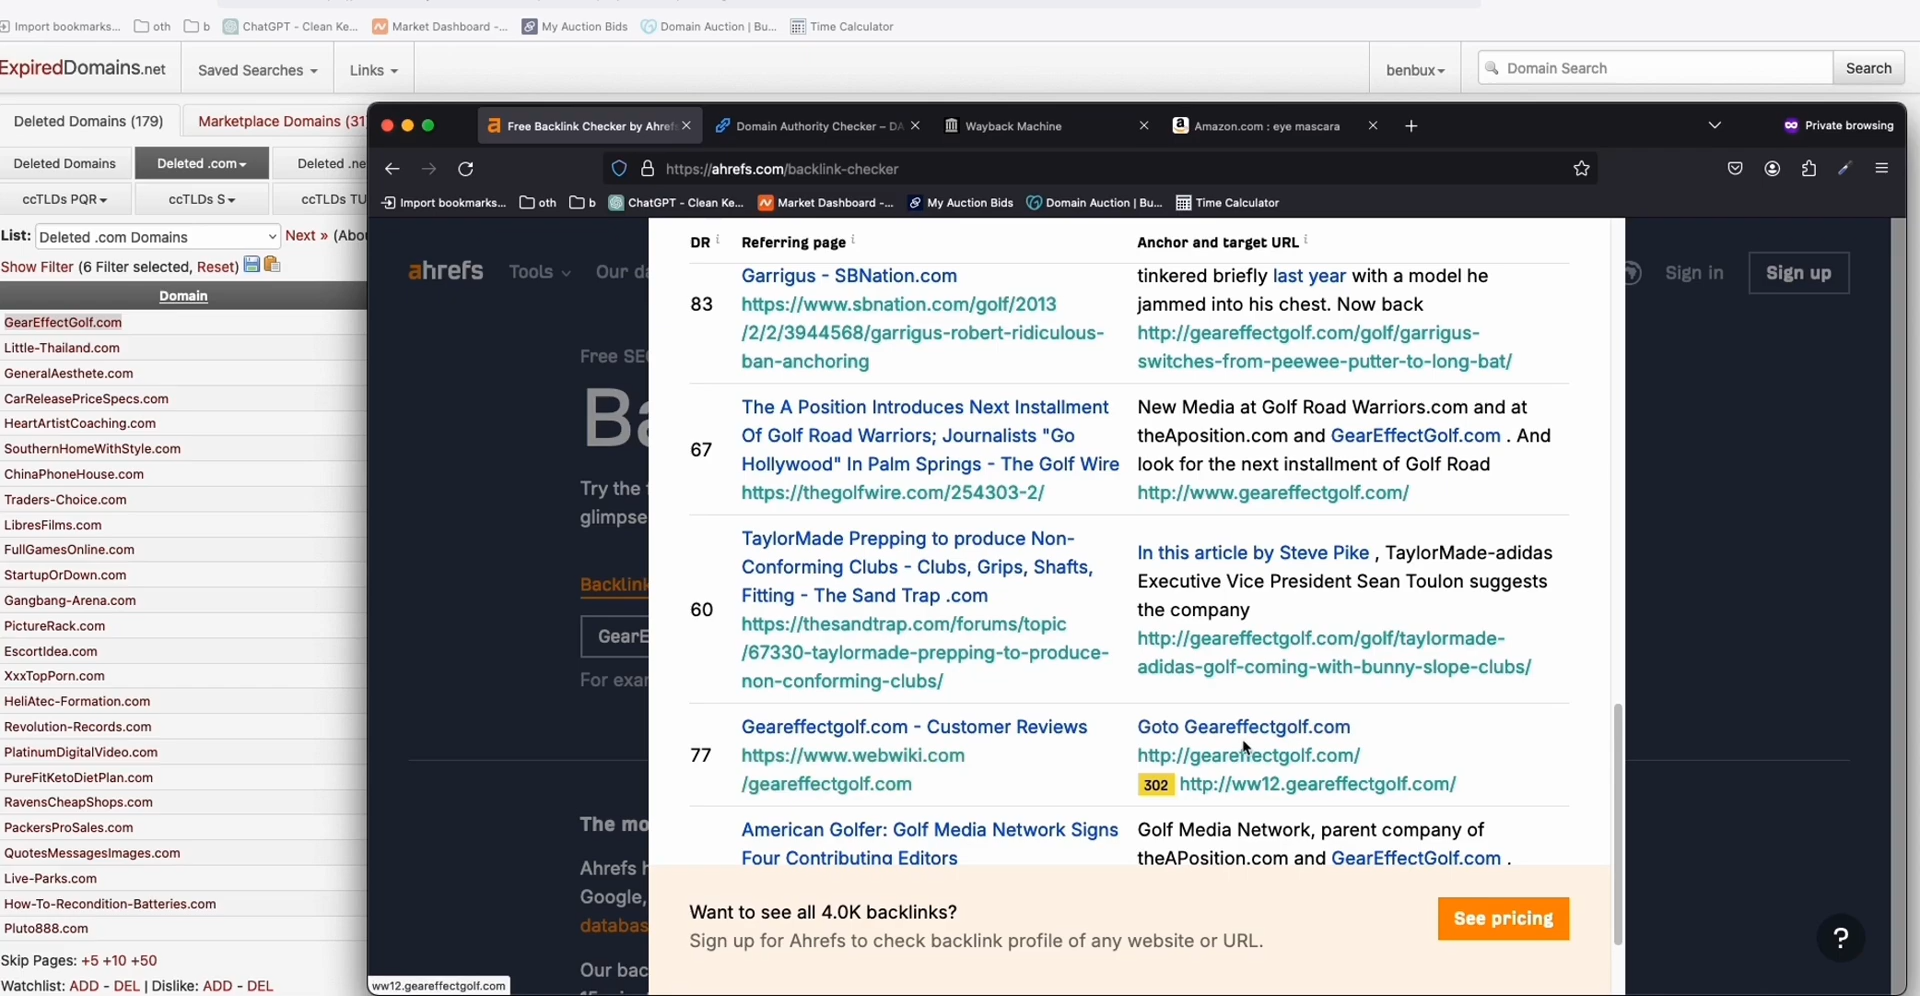 Import bookmarks... oth b ChatGPT - Clean Ke... Market Dashboard -... My Auction Bids Domain Auction | Bu... Time Calculator
ExpiredDomains.net Saved Searches Links benbux Domain Search Search
Deleted Domains (179) Marketplace Domains (31
Deleted Domains Deleted .com Deleted .ne
ccTLDs PQR ccTLDs S ccTLDs TU
List: Deleted .com Domains Next » (Abou
Show Filter (6 Filter selected, Reset)
Domain
GearEffectGolf.com
Little-Thailand.com
GeneralAesthete.com
CarReleasePriceSpecs.com
HeartArtistCoaching.com
SouthernHomeWithStyle.com
ChinaPhoneHouse.com
Traders-Choice.com
LibresFilms.com
FullGamesOnline.com
StartupOrDown.com
Gangbang-Arena.com
PictureRack.com
EscortIdea.com
XxxTopPorn.com
HeliAtec-Formation.com
Revolution-Records.com
PlatinumDigitalVideo.com
PureFitKetoDietPlan.com
RavensCheapShops.com
PackersProSales.com
QuotesMessagesImages.com
Live-Parks.com
How-To-Recondition-Batteries.com
Pluto888.com
Skip Pages: +5 +10 +50
Watchlist: ADD - DEL | Dislike: ADD - DEL
Free Backlink Checker by Ahref Domain Authority Checker – DA Wayback Machine Amazon.com : eye mascara Private browsing
https://ahrefs.com/backlink-checker
Import bookmarks... oth b ChatGPT - Clean Ke... Market Dashboard -... My Auction Bids Domain Auction | Bu... Time Calculator
ahrefs Tools Our da Sign in Sign up
Free SE
Ba
Try the f
glimpse
Backlink
GearE
For exam
The mo
Ahrefs h
Google,
databas
Our bac
DR Referring page Anchor and target URL
83
Garrigus - SBNation.com
https://www.sbnation.com/golf/2013
/2/2/3944568/garrigus-robert-ridiculous-
ban-anchoring
tinkered briefly last year with a model he
jammed into his chest. Now back
http://geareffectgolf.com/golf/garrigus-
switches-from-peewee-putter-to-long-bat/
67
The A Position Introduces Next Installment
Of Golf Road Warriors; Journalists "Go
Hollywood" In Palm Springs - The Golf Wire
https://thegolfwire.com/254303-2/
New Media at Golf Road Warriors.com and at
theAposition.com and GearEffectGolf.com . And
look for the next installment of Golf Road
http://www.geareffectgolf.com/
60
TaylorMade Prepping to produce Non-
Conforming Clubs - Clubs, Grips, Shafts,
Fitting - The Sand Trap .com
https://thesandtrap.com/forums/topic
/67330-taylormade-prepping-to-produce-
non-conforming-clubs/
In this article by Steve Pike , TaylorMade-adidas
Executive Vice President Sean Toulon suggests
the company
http://geareffectgolf.com/golf/taylormade-
adidas-golf-coming-with-bunny-slope-clubs/
77
Geareffectgolf.com - Customer Reviews
https://www.webwiki.com
/geareffectgolf.com
Goto Geareffectgolf.com
http://geareffectgolf.com/
302 http://ww12.geareffectgolf.com/
American Golfer: Golf Media Network Signs
Four Contributing Editors
Golf Media Network, parent company of
theAPosition.com and GearEffectGolf.com .
Want to see all 4.0K backlinks?
Sign up for Ahrefs to check backlink profile of any website or URL.
See pricing
?
ww12.geareffectgolf.com